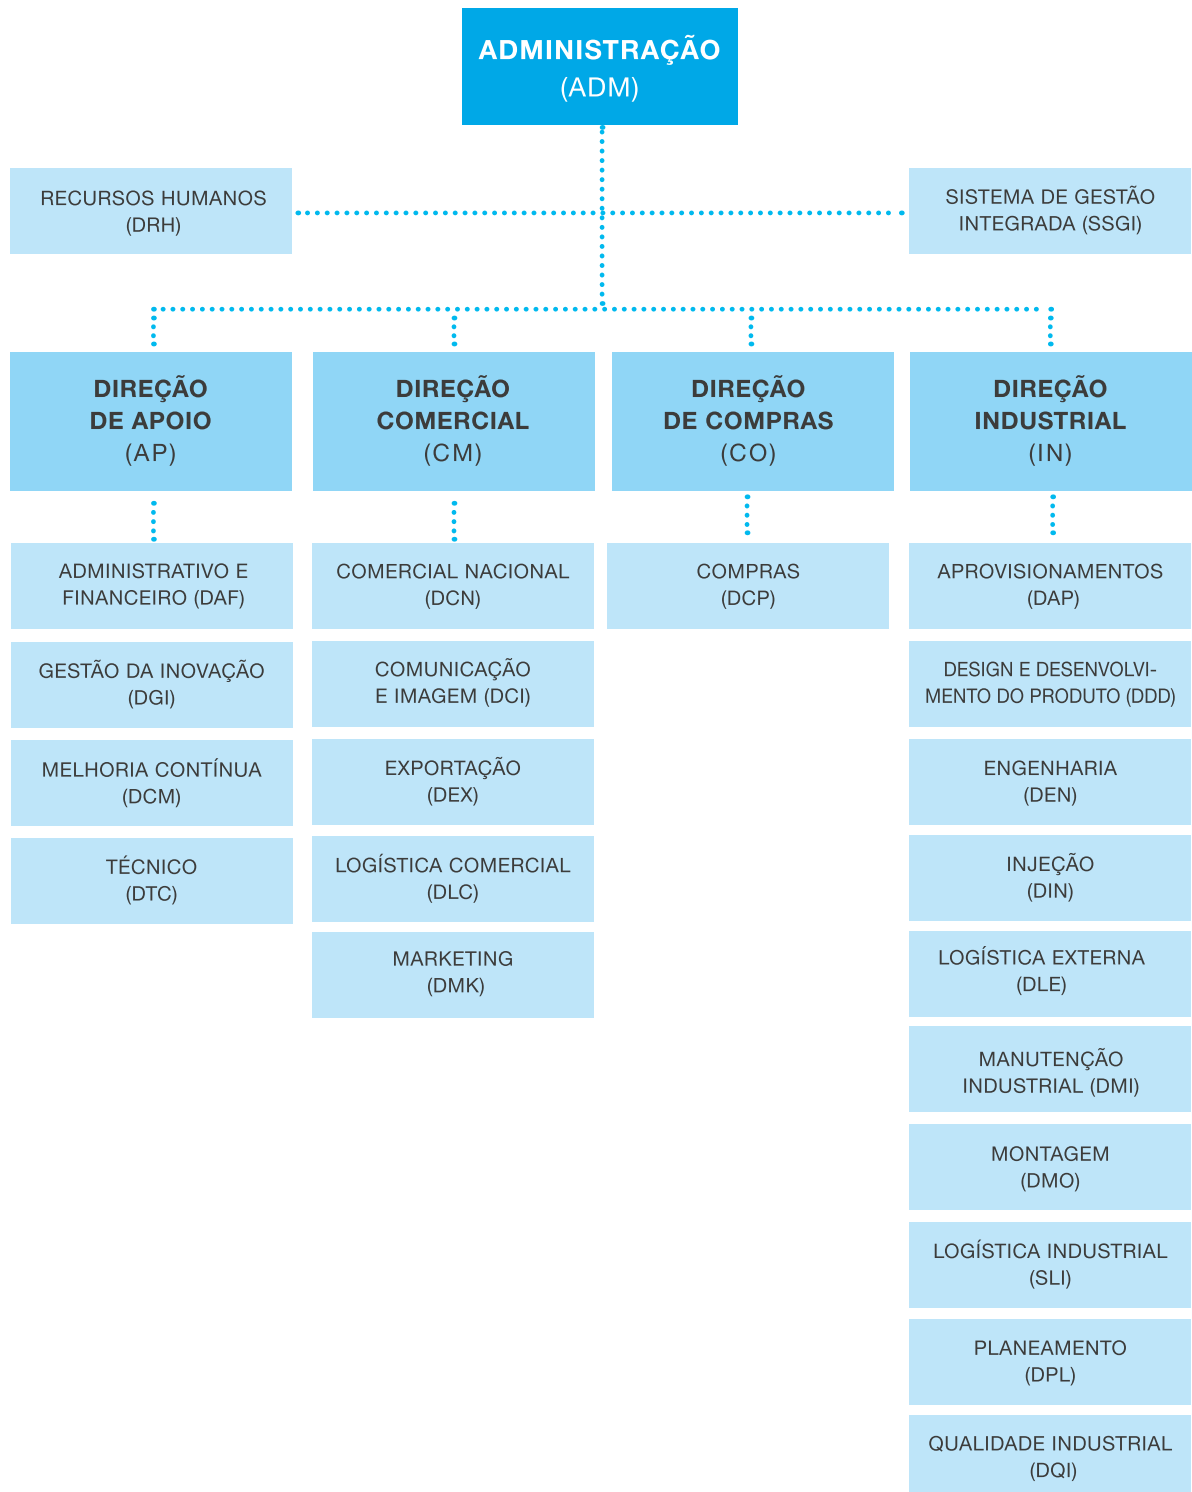 ADMINISTRAÇÃO
(ADM)
RECURSOS HUMANOS
(DRH)
SISTEMA DE GESTÃO
INTEGRADA (SSGI)
DIREÇÃO
DE APOIO
(AP)
DIREÇÃO
COMERCIAL
(CM)
DIREÇÃO
DE COMPRAS
(CO)
DIREÇÃO
INDUSTRIAL
(IN)
ADMINISTRATIVO E
FINANCEIRO (DAF)
GESTÃO DA INOVAÇÃO
(DGI)
MELHORIA CONTÍNUA
(DCM)
TÉCNICO
(DTC)
COMERCIAL NACIONAL
(DCN)
COMUNICAÇÃO
E IMAGEM (DCI)
EXPORTAÇÃO
(DEX)
LOGÍSTICA COMERCIAL
(DLC)
MARKETING
(DMK)
COMPRAS
(DCP)
APROVISIONAMENTOS
(DAP)
DESIGN E DESENVOLVI-
MENTO DO PRODUTO (DDD)
ENGENHARIA
(DEN)
INJEÇÃO
(DIN)
LOGÍSTICA EXTERNA
(DLE)
MANUTENÇÃO
INDUSTRIAL (DMI)
MONTAGEM
(DMO)
LOGÍSTICA INDUSTRIAL
(SLI)
PLANEAMENTO
(DPL)
QUALIDADE INDUSTRIAL
(DQI)